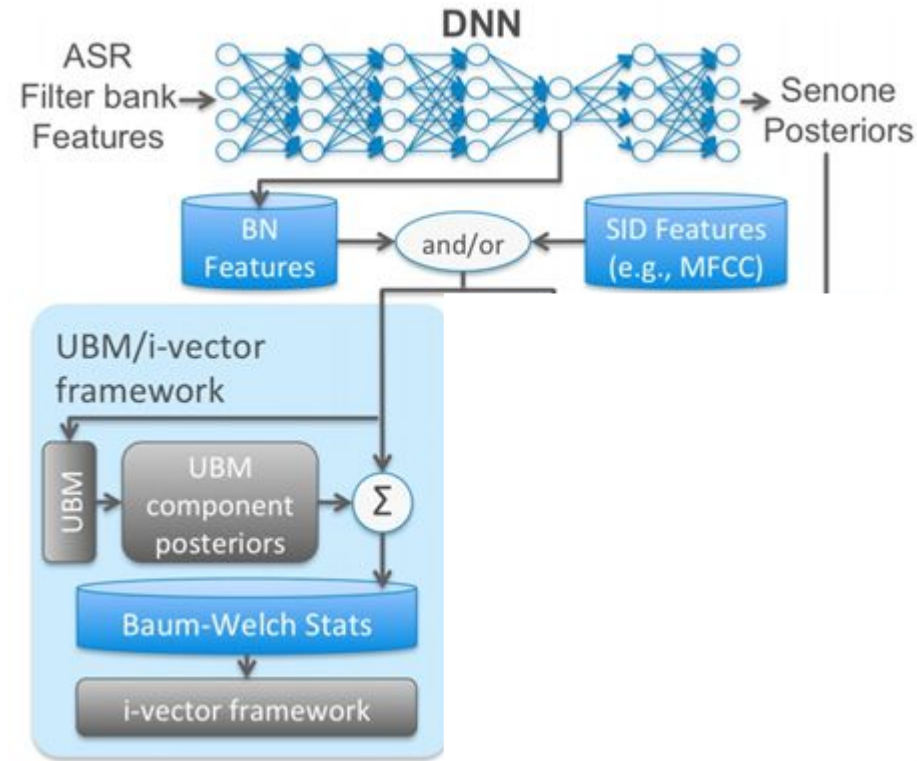 DNN
ASR
Filter bank
Features
Senone
Posteriors
BN
Features
and/or
SID Features
(e.g., MFCC)
UBM/i-vector
framework
UBM
UBM
component
posteriors
Σ
Baum-Welch Stats
i-vector framework